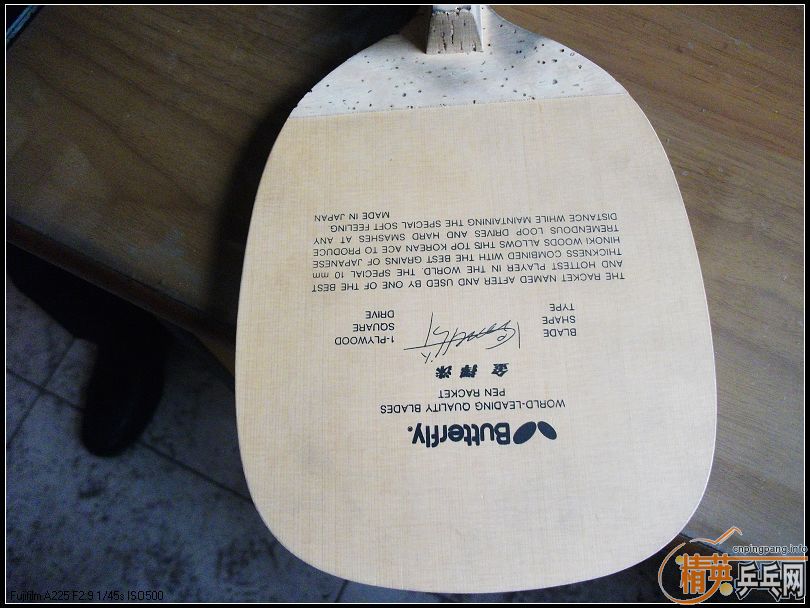 Butterfly.
WORLD-LEADING QUALITY BLADES
PEN RACKET
金擇洙
BLADE 1-PLYWOOD
SHAPE SQUARE
TYPE DRIVE
THE RACKET NAMED AFTER AND USED BY ONE OF THE BEST
AND HOTTEST PLAYER IN THE WORLD. THE SPECIAL 10 mm
THICKNESS COMBINED WITH THE BEST GRAINS OF JAPANESE
HINOKI WOODS ALLOWS THIS TOP KOREAN ACE TO PRODUCE
TREMENDOUS LOOP DRIVES AND HARD SMASHES AT ANY
DISTANCE WHILE MAINTAINING THE SPECIAL SOFT FEELING
MADE IN JAPAN
cnpingpang.info
精英乒乓网
Fujifilm A225 F2.9 1/45s ISO500